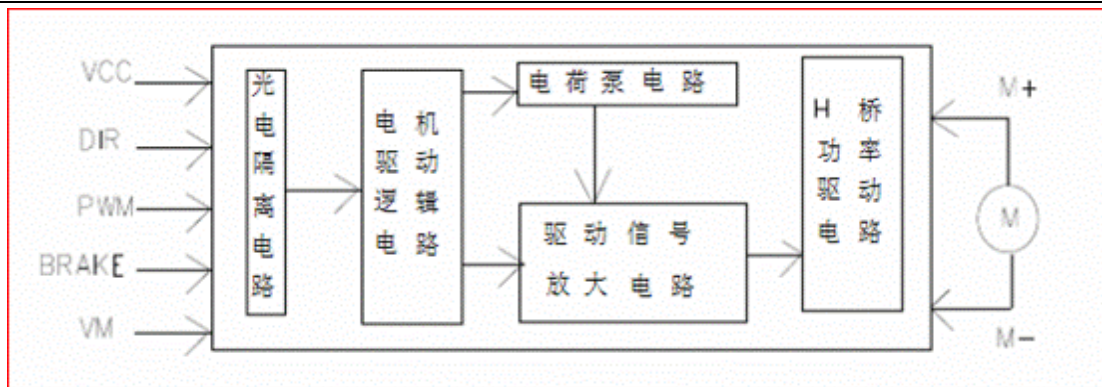 VCC
DIR
PWM
BRAKE
VM
光
电
隔
离
电
路
电 机
驱 动
逻 辑
电 路
电 荷 泵 电 路
驱 动 信 号
放 大 电 路
H 桥
功 率
驱 动
电 路
M+
M
M-